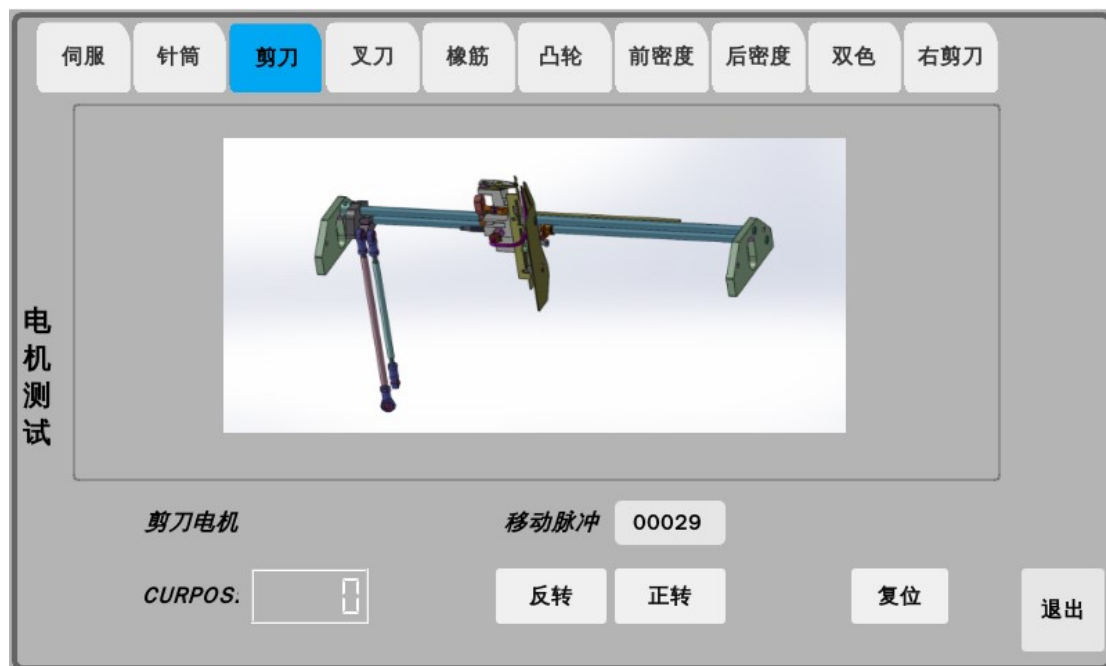 伺服 针筒 剪刀 叉刀 橡筋 凸轮 前密度 后密度 双色 右剪刀
电机测试
剪刀电机 移动脉冲 00029
CURPOS: 0 反转 正转 复位 退出